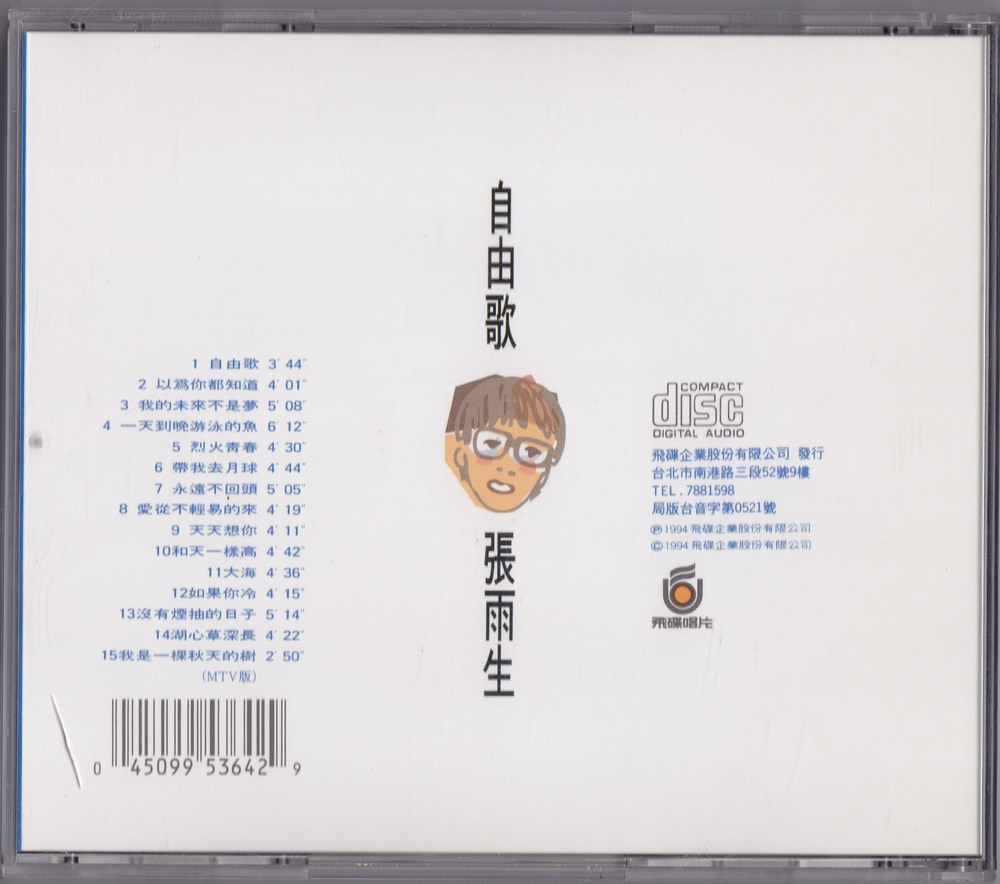 自由歌
張雨生
1 自由歌 3' 44"
2 以爲你都知道 4' 01"
3 我的未來不是夢 5' 08"
4 一天到晚游泳的魚 6' 12"
5 烈火青春 4' 30"
6 帶我去月球 4' 44"
7 永遠不回頭 5' 05"
8 愛從不輕易的來 4' 19"
9 天天想你 4' 11"
10和天一樣高 4' 42"
11大海 4' 36"
12如果你冷 4' 15"
13沒有煙抽的日子 5' 14"
14湖心草深長 4' 22"
15我是一棵秋天的樹 2' 50"
(MTV版)
0 45099 53642 9
COMPACT
disc
DIGITAL AUDIO
飛碟企業股份有限公司 發行
台北市南港路三段52號9樓
TEL.7881598
局版台音字第0521號
Ⓟ1994 飛碟企業股份有限公司
©1994 飛碟企業股份有限公司
飛碟唱片